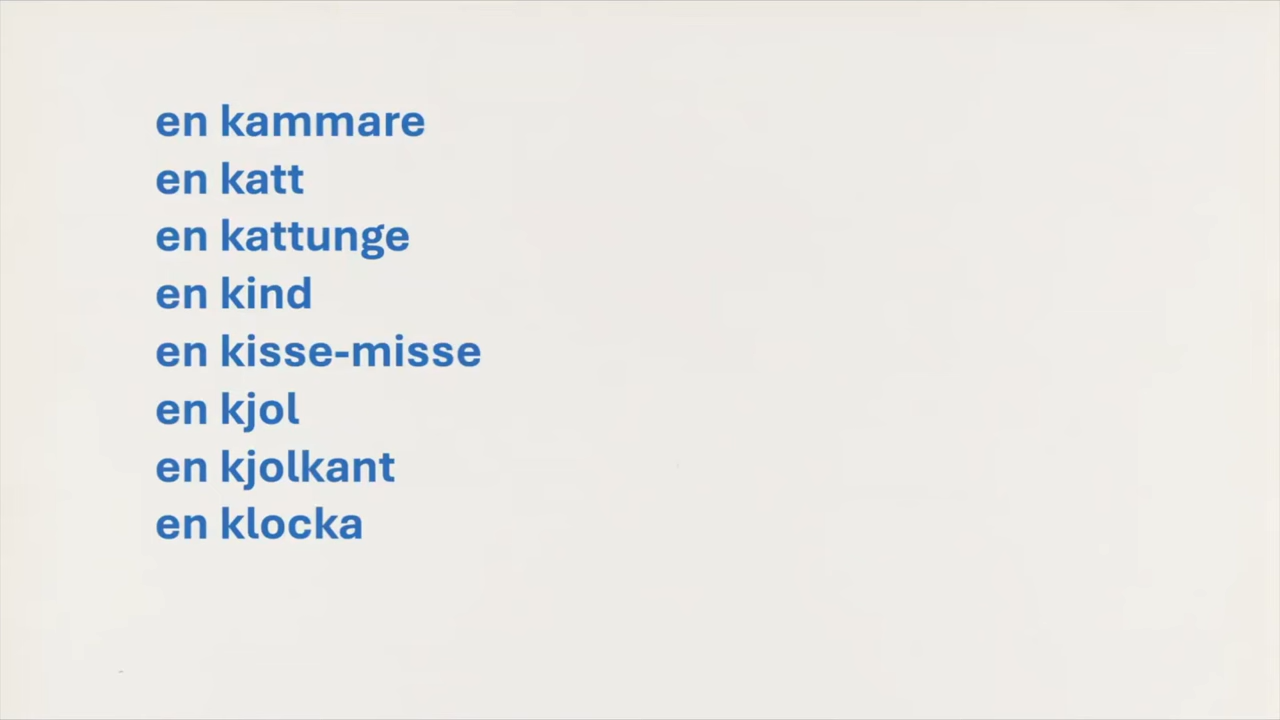 en kammare
en katt
en kattunge
en kind
en kisse-misse
en kjol
en kjolkant
en klocka